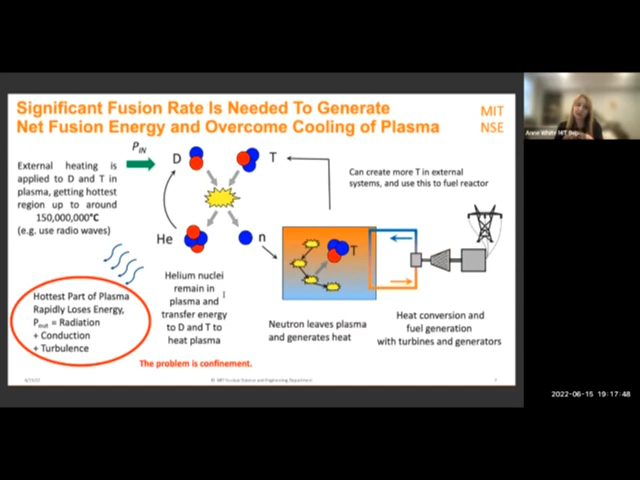 Significant Fusion Rate Is Needed To Generate
Net Fusion Energy and Overcome Cooling of Plasma
MIT
NSE
Anne White MIT
P_IN
D
T
External heating is
applied to D and T in
plasma, getting hottest
region up to around
150,000,000°C
(e.g. use radio waves)
Can create more T in external
systems, and use this to fuel reactor
He
n
T
Hottest Part of Plasma
Rapidly Loses Energy,
P_out = Radiation
+ Conduction
+ Turbulence
Helium nuclei
remain in
plasma and
transfer energy
to D and T to
heat plasma
Neutron leaves plasma
and generates heat
Heat conversion and
fuel generation
with turbines and generators
The problem is confinement.
MIT Nuclear Science and Engineering Department
7
2022-06-15 19:17:48